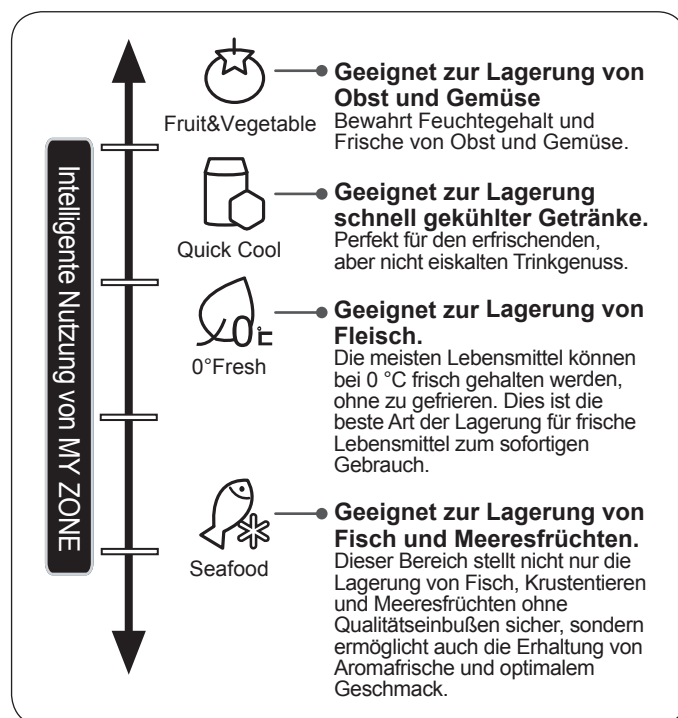 Intelligente Nutzung von MY ZONE
Fruit&Vegetable
Geeignet zur Lagerung von
Obst und Gemüse
Bewahrt Feuchtegehalt und
Frische von Obst und Gemüse.
Quick Cool
Geeignet zur Lagerung
schnell gekühlter Getränke.
Perfekt für den erfrischenden,
aber nicht eiskalten Trinkgenuss.
0°C
0°Fresh
Geeignet zur Lagerung von
Fleisch.
Die meisten Lebensmittel können
bei 0 °C frisch gehalten werden,
ohne zu gefrieren. Dies ist die
beste Art der Lagerung für frische
Lebensmittel zum sofortigen
Gebrauch.
Seafood
Geeignet zur Lagerung von
Fisch und Meeresfrüchten.
Dieser Bereich stellt nicht nur die
Lagerung von Fisch, Krustentieren
und Meeresfrüchten ohne
Qualitätseinbußen sicher, sondern
ermöglicht auch die Erhaltung von
Aromafrische und optimalem
Geschmack.